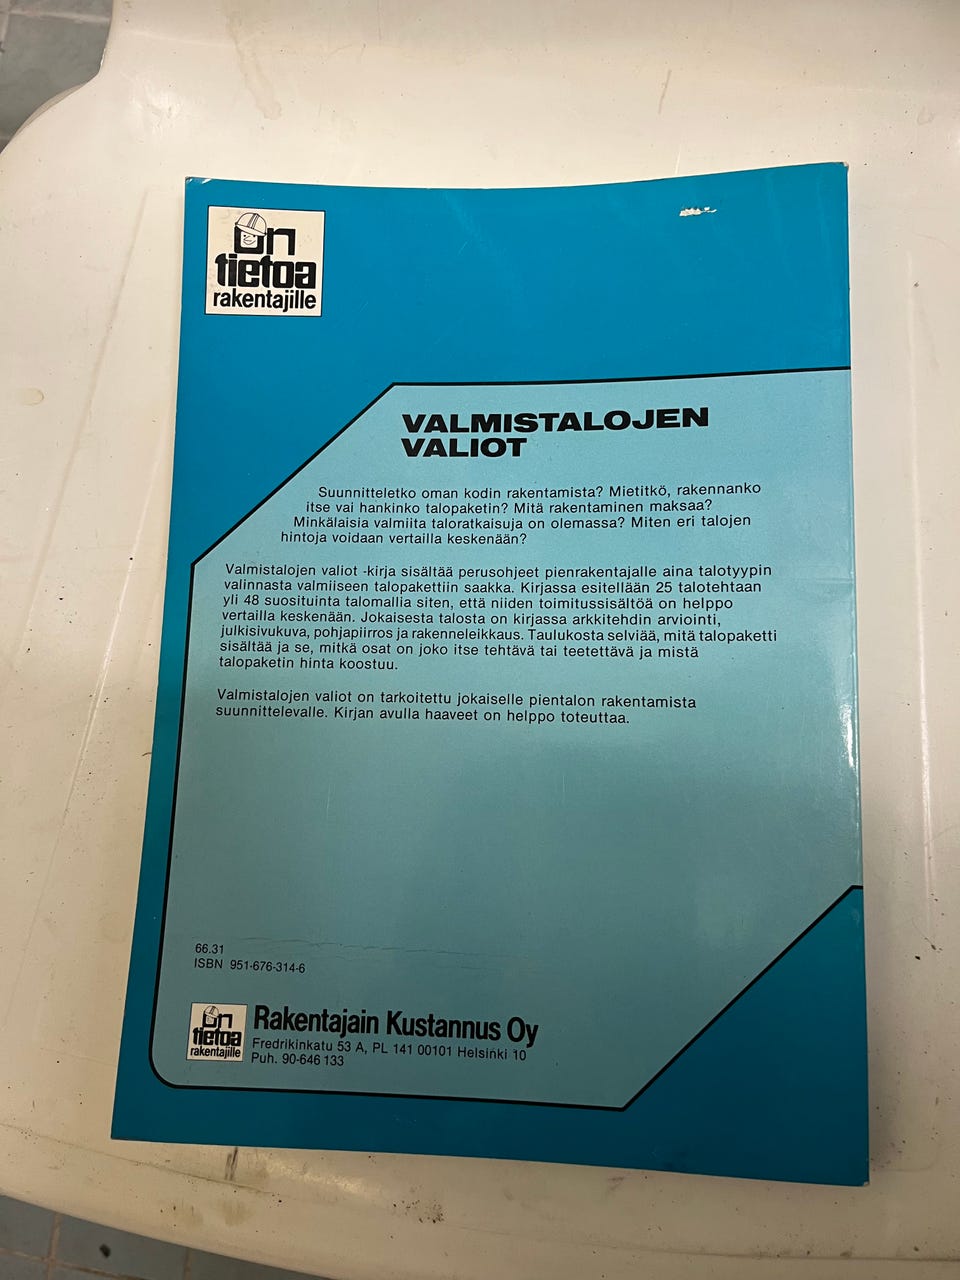 on
tietoa
rakentajille
VALMISTALOJEN
VALIOT
Suunnitteletko oman kodin rakentamista? Mietitkö, rakennanko
itse vai hankinko talopaketin? Mitä rakentaminen maksaa?
Minkälaisia valmiita taloratkaisuja on olemassa? Miten eri talojen
hintoja voidaan vertailla keskenään?
Valmistalojen valiot -kirja sisältää perusohjeet pienrakentajalle aina talotyypin
valinnasta valmiiseen talopakettiin saakka. Kirjassa esitellään 25 talotehtaan
yli 48 suosituinta talomallia siten, että niiden toimitussisältöä on helppo
vertailla keskenään. Jokaisesta talosta on kirjassa arkkitehdin arviointi,
julkisivukuva, pohjapiirros ja rakenneleikkaus. Taulukosta selviää, mitä talopaketti
sisältää ja se, mitkä osat on joko itse tehtävä tai teetettävä ja mistä
talopaketin hinta koostuu.
Valmistalojen valiot on tarkoitettu jokaiselle pientalon rakentamista
suunnittelevalle. Kirjan avulla haaveet on helppo toteuttaa.
66.31
ISBN 951-676-314-6
on
tietoa
rakentajille
Rakentajain Kustannus Oy
Fredrikinkatu 53 A, PL 141 00101 Helsinki 10
Puh. 90-646 133